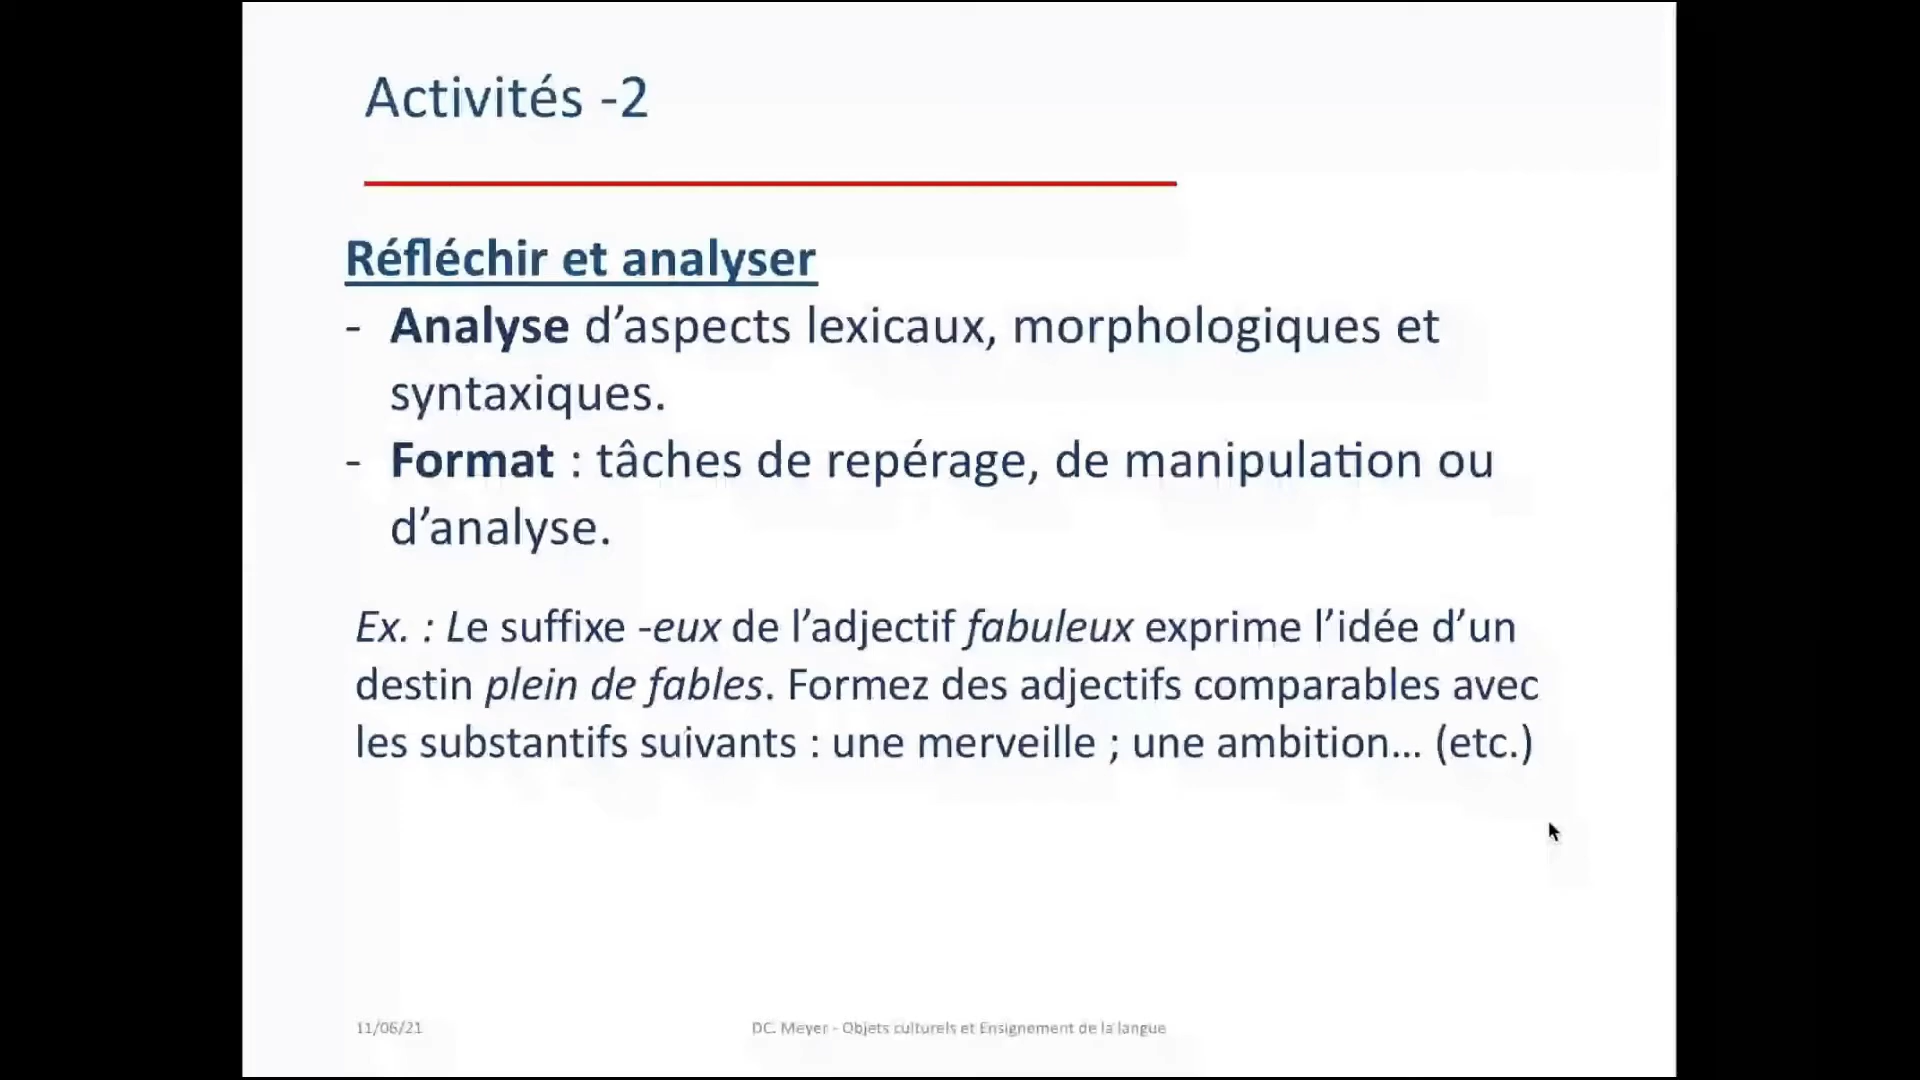 Activités -2
Réfléchir et analyser
- Analyse d’aspects lexicaux, morphologiques et
syntaxiques.
- Format : tâches de repérage, de manipulation ou
d’analyse.
Ex. : Le suffixe -eux de l’adjectif fabuleux exprime l’idée d’un
destin plein de fables. Formez des adjectifs comparables avec
les substantifs suivants : une merveille ; une ambition... (etc.)
11/06/21
DC. Meyer - Objets culturels et Ensignement de la langue